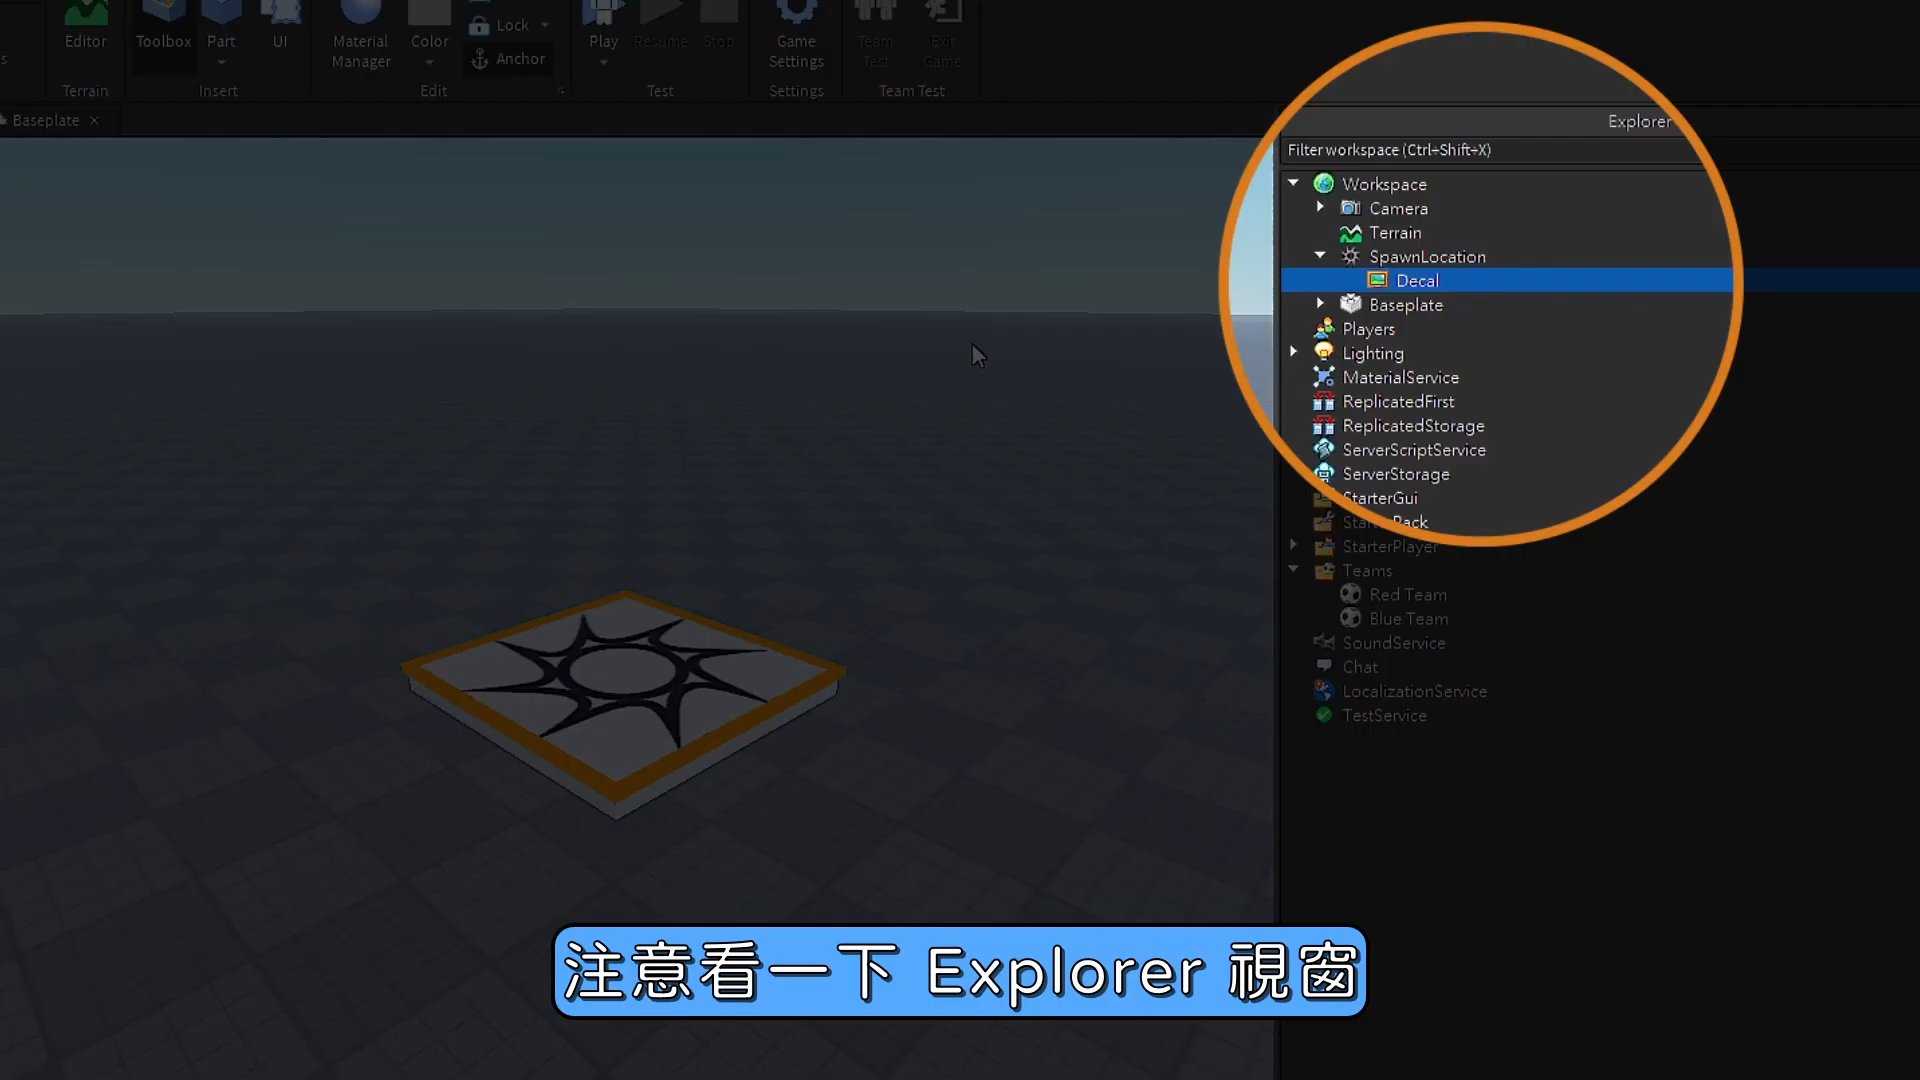 Editor
Toolbox
Part
UI
Material
Manager
Color
Lock
Anchor
Play
Resume
Stop
Game
Settings
Team
Test
Exit
Game
Terrain
Insert
Edit
Test
Settings
Team Test
Baseplate
Explorer
Filter workspace (Ctrl+Shift+X)
Workspace
Camera
Terrain
SpawnLocation
Decal
Baseplate
Players
Lighting
MaterialService
ReplicatedFirst
ReplicatedStorage
ServerScriptService
ServerStorage
StarterGui
StarterPack
StarterPlayer
Teams
Red Team
Blue Team
SoundService
Chat
LocalizationService
TestService
注意看一下 Explorer 視窗